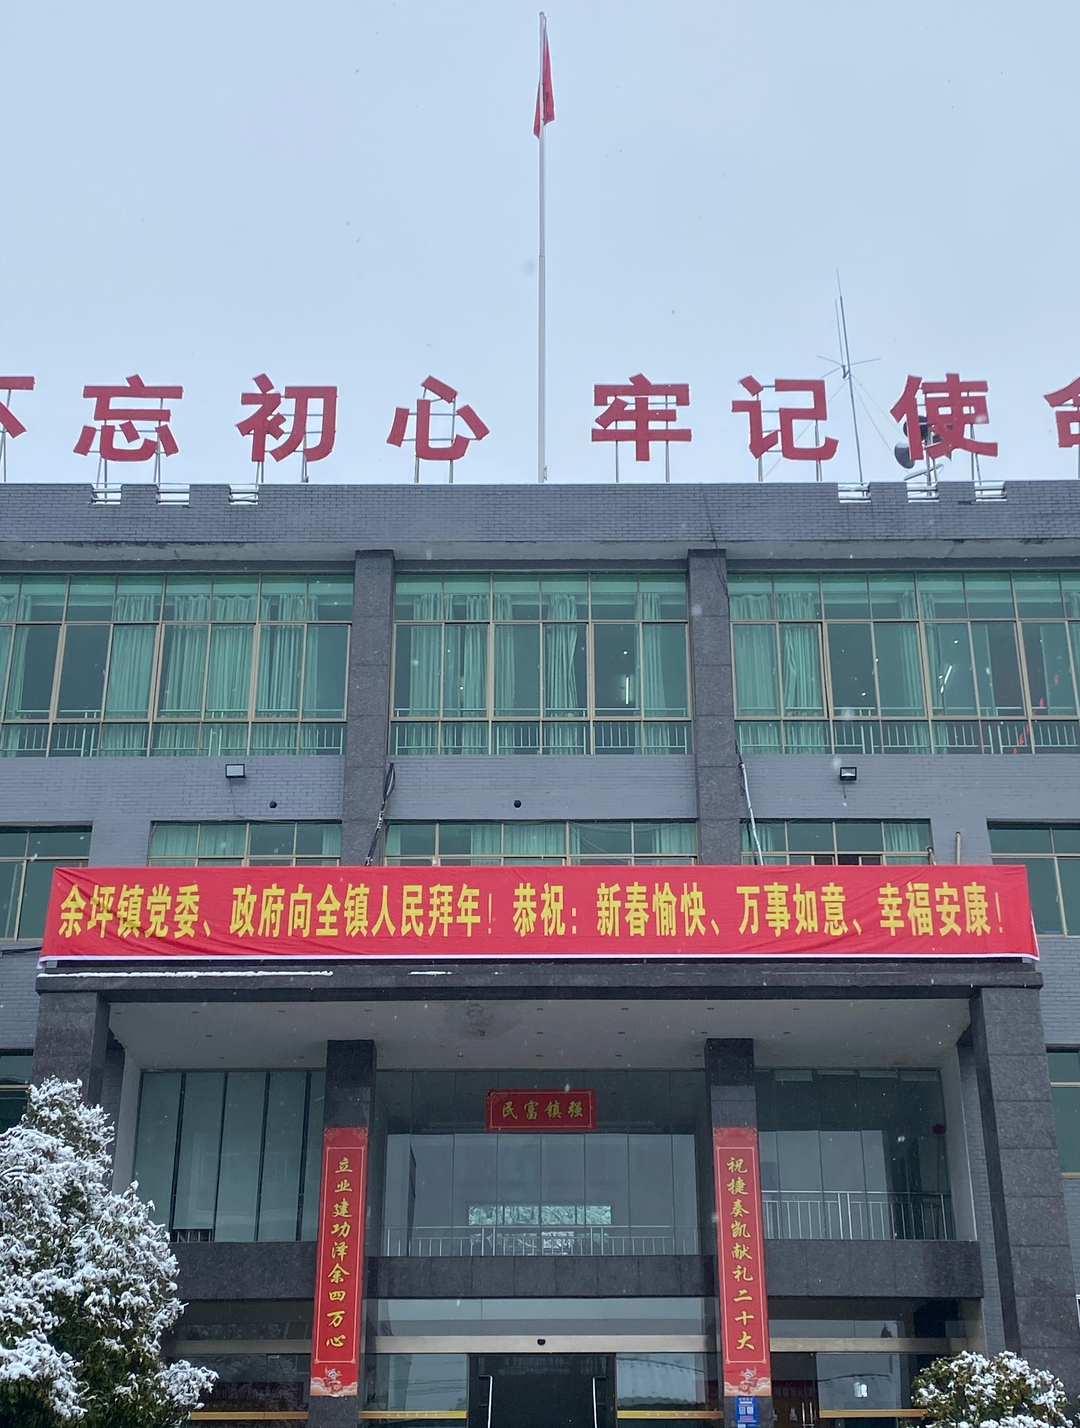 不忘初心 牢记使命
余坪镇党委、政府向全镇人民拜年！恭祝：新春愉快、万事如意、幸福安康！
民富镇强
立业建功泽余四万心
祝捷奏凯献礼二十大